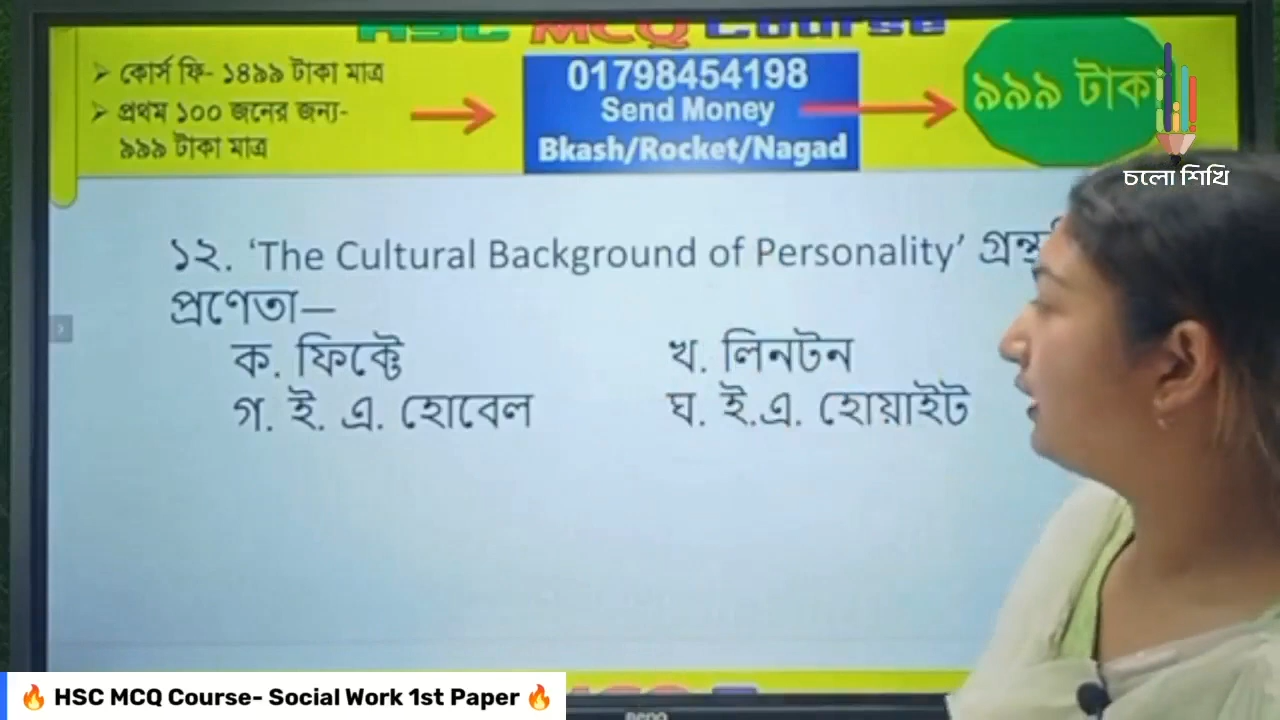 HSC MCQ Course
➢ কোর্স ফি- ১৪৯৯ টাকা মাত্র
➢ প্রথম ১০০ জনের জন্য-
৯৯৯ টাকা মাত্র
01798454198
Send Money
Bkash/Rocket/Nagad
৯৯৯ টাকা
চলো শিখি
১২. ‘The Cultural Background of Personality’
প্রণেতা—
ক. ফিক্টে
খ. লিনটন
গ. ই. এ. হোবেল
ঘ. ই.এ. হোয়াইট
🔥 HSC MCQ Course- Social Work 1st Paper 🔥